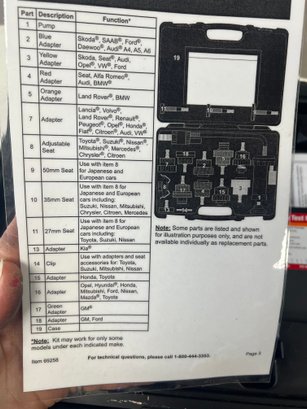 Part Description Function*
1 Pump
2 Blue Adapter Skoda®, SAAB®, Ford®, Daewoo®, Audi® A4, A5, A6
3 Yellow Adapter Skoda, Seat®, Audi, Opel®, VW®, Ford
4 Red Adapter Seat, Alfa Romeo®, Audi, BMW®
5 Orange Adapter Land Rover®, BMW
7 Adapter Lancia®, Volvo®, Land Rover, Renault®, Peugeot®, Opel®, Honda®, Fiat®, Citroen®, Audi, VW®
8 Adjustable Seat Toyota®, Suzuki®, Nissan®, Mitsubishi®, Mercedes®, Chrysler®, Citroen
9 50mm Seat Use with item 8 for Japanese and European cars
10 35mm Seat Use with item 8 for Japanese and European cars including: Suzuki, Nissan, Mitsubishi, Chrysler, Citroen, Mercedes
11 27mm Seat Use with item 8 for Japanese and European cars including: Toyota, Suzuki, Nissan
13 Adapter Kia®
14 Clip Use with adapters and seat accessories for: Toyota, Suzuki, Mitsubishi, Nissan
15 Adapter Honda, Toyota
16 Adapter Opel, Hyundai®, Honda, Mitsubishi, Ford, Nissan, Mazda®, Toyota
17 Green Adapter GM®
18 Adapter GM, Ford
19 Case
*Note: Kit may work for only some
models under each indicated make.
19
Note: Some parts are listed and shown
for illustration purposes only, and are not
available individually as replacement parts.
Item 69258
For technical questions, please call 1-888-444-3353.
Page 3